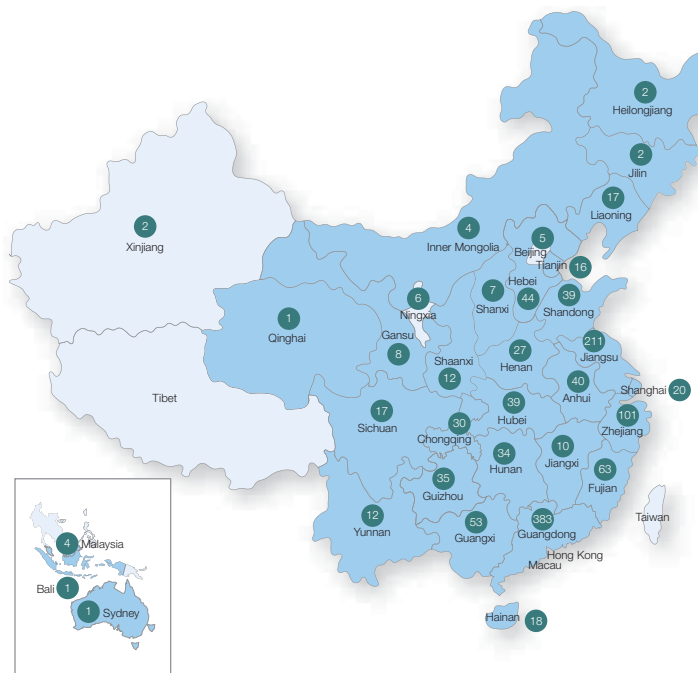 2
Heilongjiang
2
Jilin
17
Liaoning
2
Xinjiang
4
Inner Mongolia
5
Beijing
Tianjin
16
Hebei
44
7
Shanxi
39
Shandong
6
Ningxia
1
Qinghai
Gansu
8
Shaanxi
12
27
Henan
211
Jiangsu
40
Anhui
Shanghai
20
Tibet
17
Sichuan
30
Chongqing
39
Hubei
101
Zhejiang
34
Hunan
10
Jiangxi
63
Fujian
35
Guizhou
12
Yunnan
53
Guangxi
383
Guangdong
Hong Kong
Macau
Taiwan
Hainan
18
4
Malaysia
Bali
1
1
Sydney